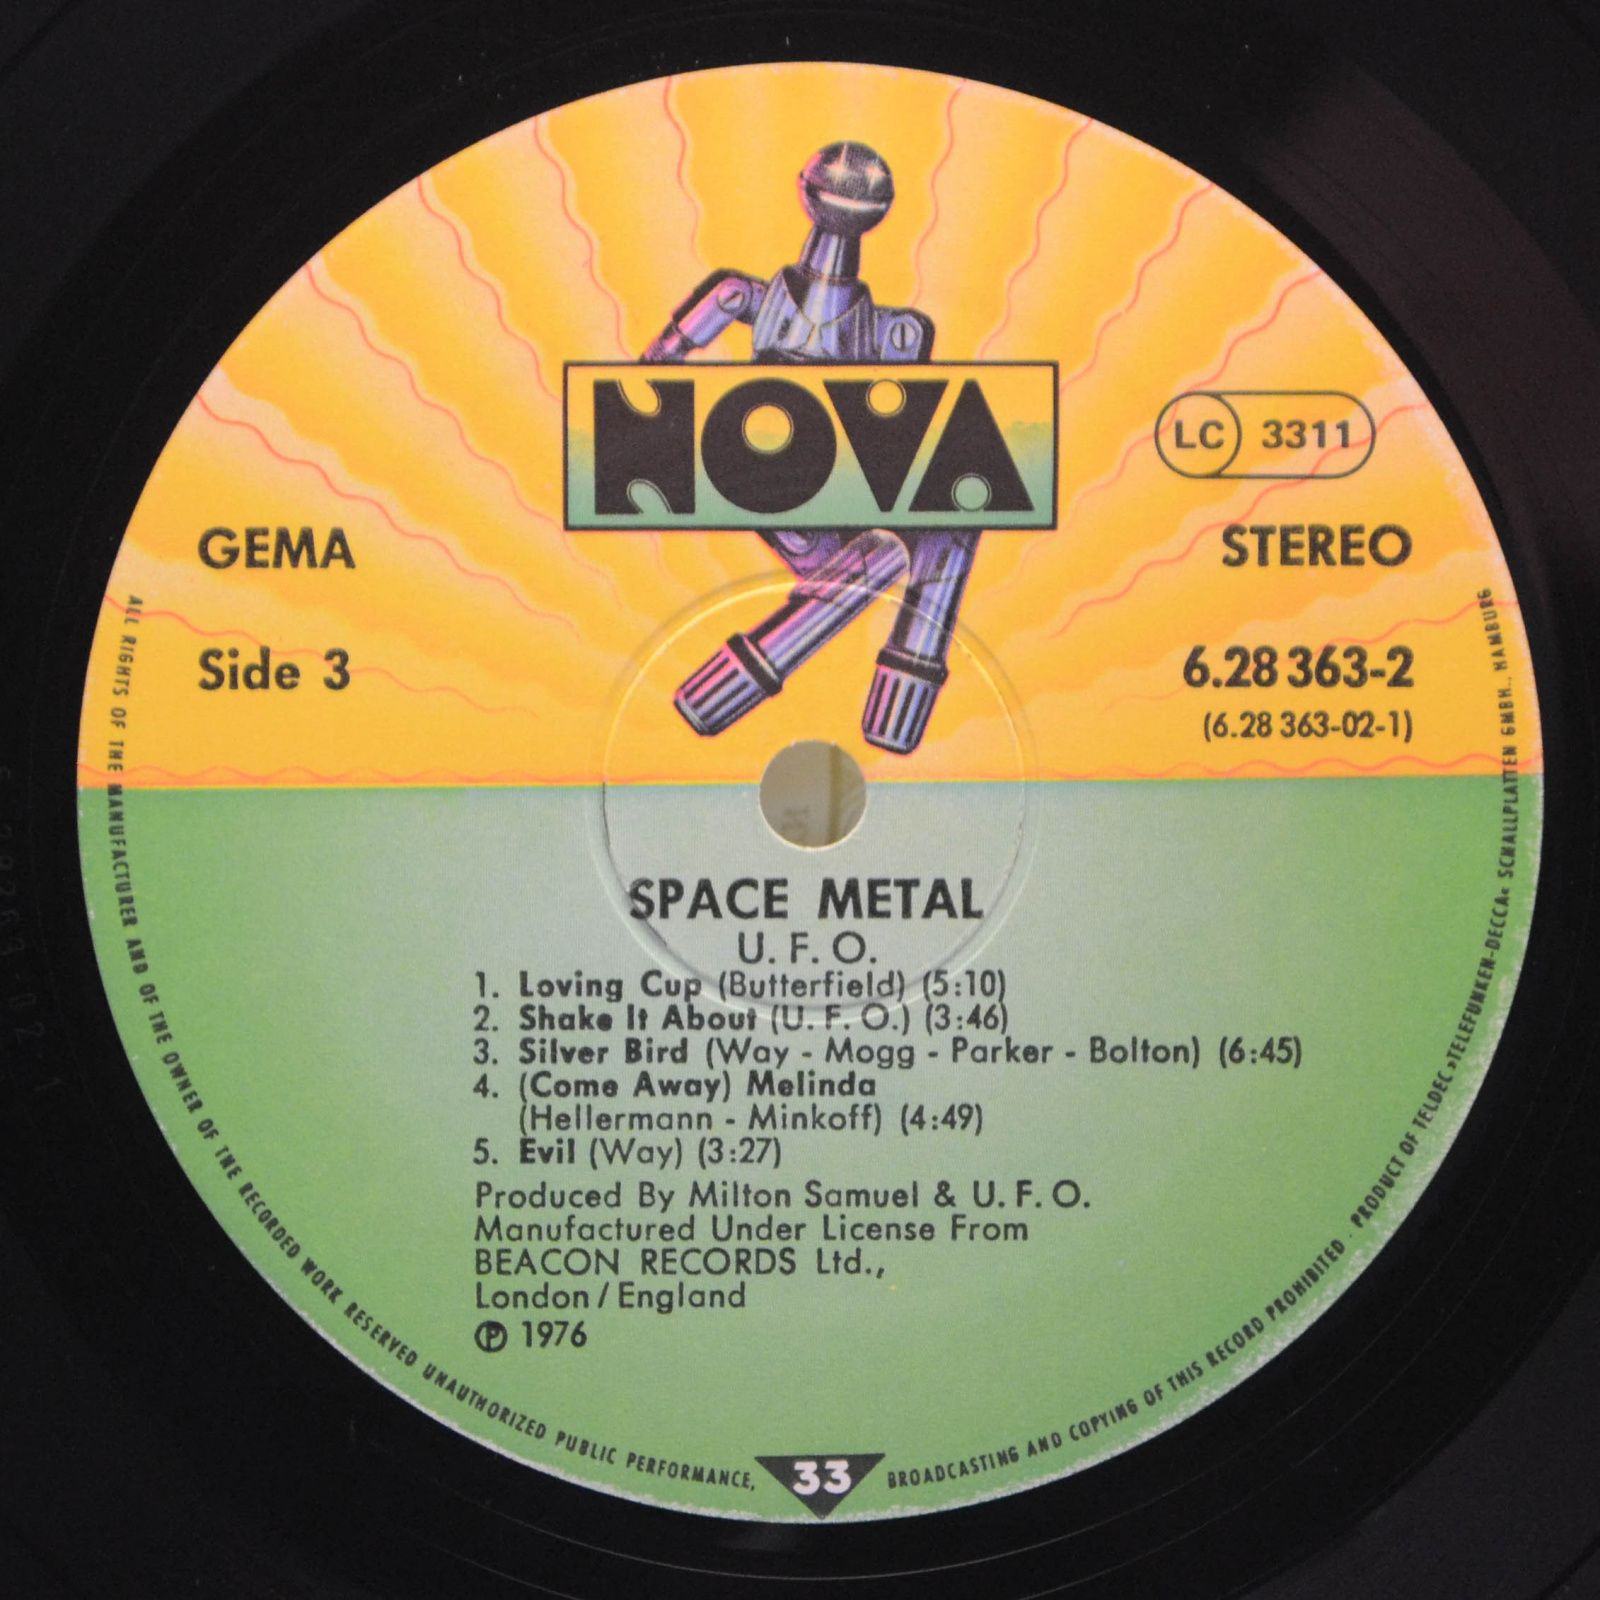 NOVA
LC 3311
GEMA
STEREO
Side 3
6.28 363-2
(6.28 363-02-1)
SPACE METAL
U. F. O.
1. Loving Cup (Butterfield) (5:10)
2. Shake It About (U. F. O.) (3:46)
3. Silver Bird (Way - Mogg - Parker - Bolton) (6:45)
4. (Come Away) Melinda
(Hellermann - Minkoff) (4:49)
5. Evil (Way) (3:27)
Produced By Milton Samuel & U. F. O.
Manufactured Under License From
BEACON RECORDS Ltd.,
London / England
℗ 1976
ALL RIGHTS OF THE MANUFACTURER AND OF THE OWNER OF THE RECORDED WORK RESERVED UNAUTHORIZED PUBLIC PERFORMANCE,
33
BROADCASTING AND COPYING OF THIS RECORD PROHIBITED · PRODUCT OF TELDEC »TELEFUNKEN-DECCA« SCHALLPLATTEN GMBH., HAMBURG